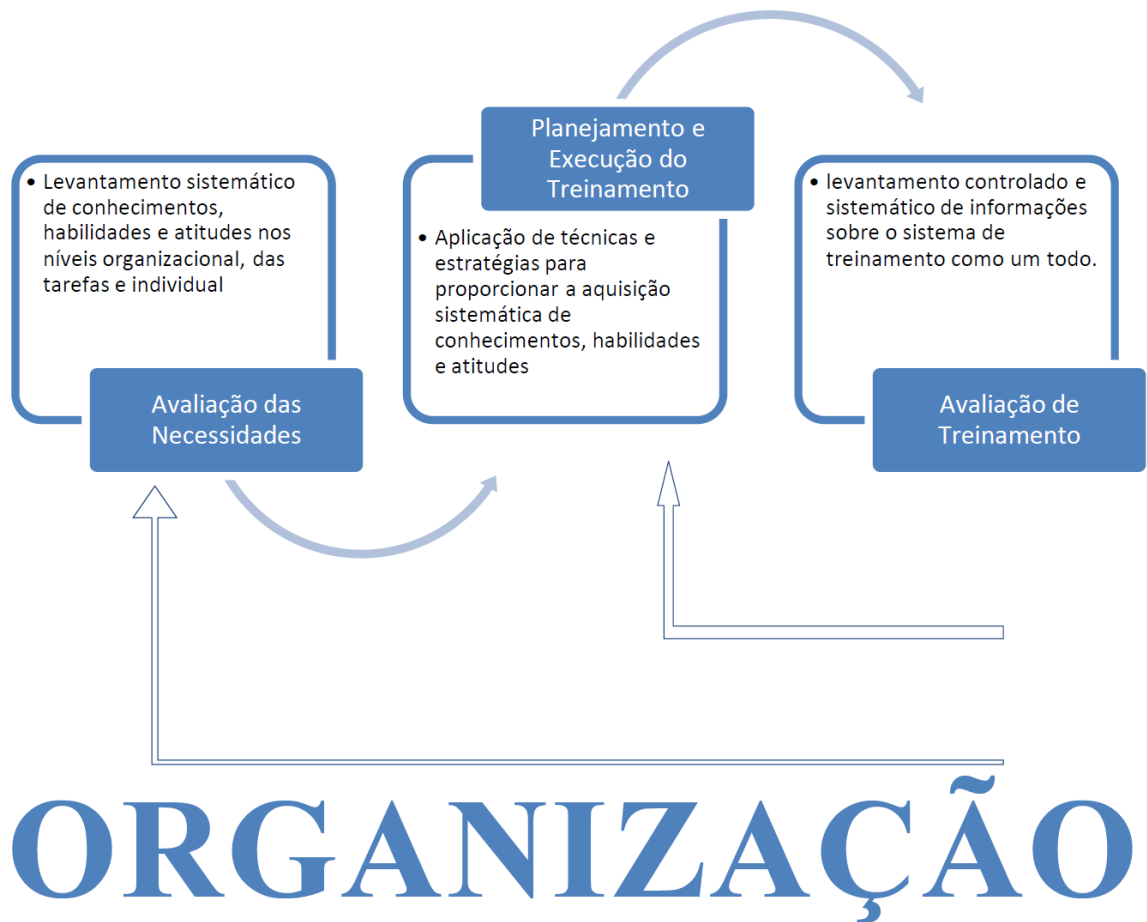 • Levantamento sistemático
de conhecimentos,
habilidades e atitudes nos
níveis organizacional, das
tarefas e individual
Avaliação das
Necessidades
Planejamento e
Execução do
Treinamento
• Aplicação de técnicas e
estratégias para
proporcionar a aquisição
sistemática de
conhecimentos, habilidades
e atitudes
• levantamento controlado e
sistemático de informações
sobre o sistema de
treinamento como um todo.
Avaliação de
Treinamento
ORGANIZAÇÃO